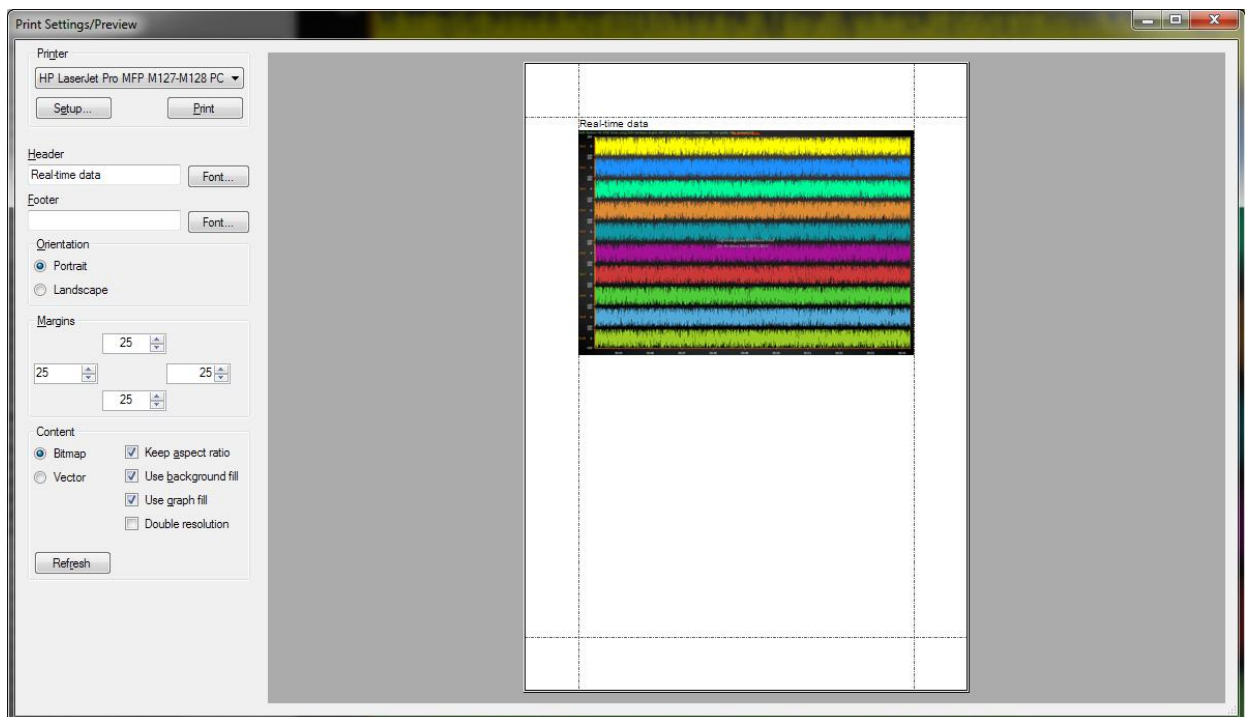 Print Settings/Preview
Printer
HP LaserJet Pro MFP M127-M128 PC
Setup...
Print
Header
Real-time data
Font...
Footer
Font...
Orientation
Portrait
Landscape
Margins
25
25
25
25
Content
Bitmap
Keep aspect ratio
Vector
Use background fill
Use graph fill
Double resolution
Refresh
Real-time data